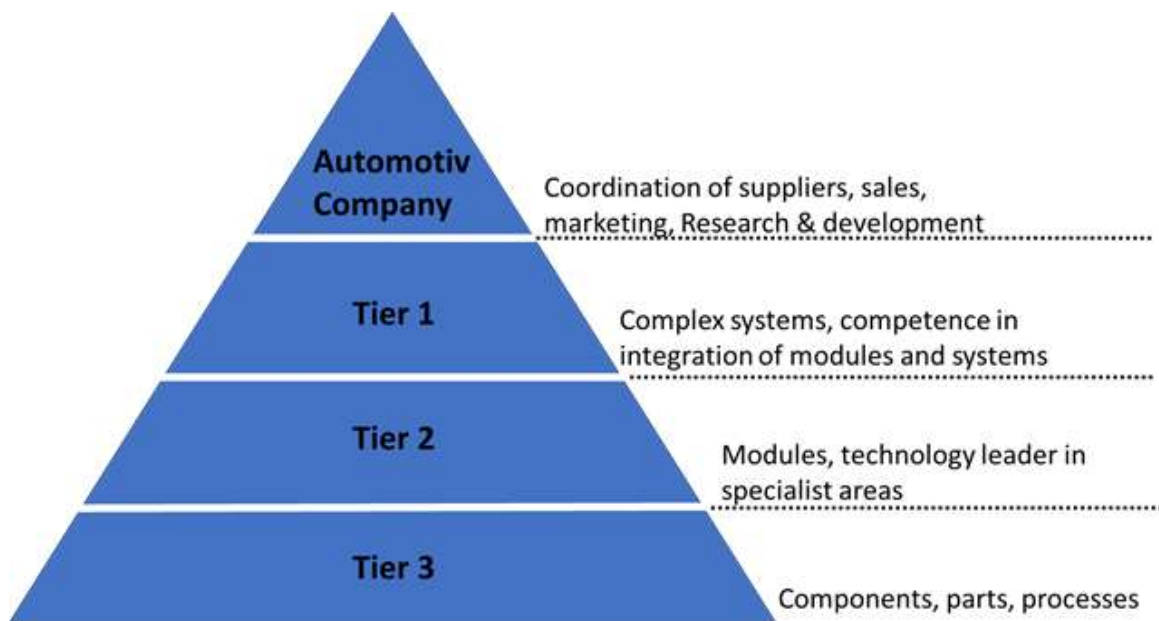 Automotiv
Company
Coordination of suppliers, sales,
marketing, Research & development
Tier 1
Complex systems, competence in
integration of modules and systems
Tier 2
Modules, technology leader in
specialist areas
Tier 3
Components, parts, processes